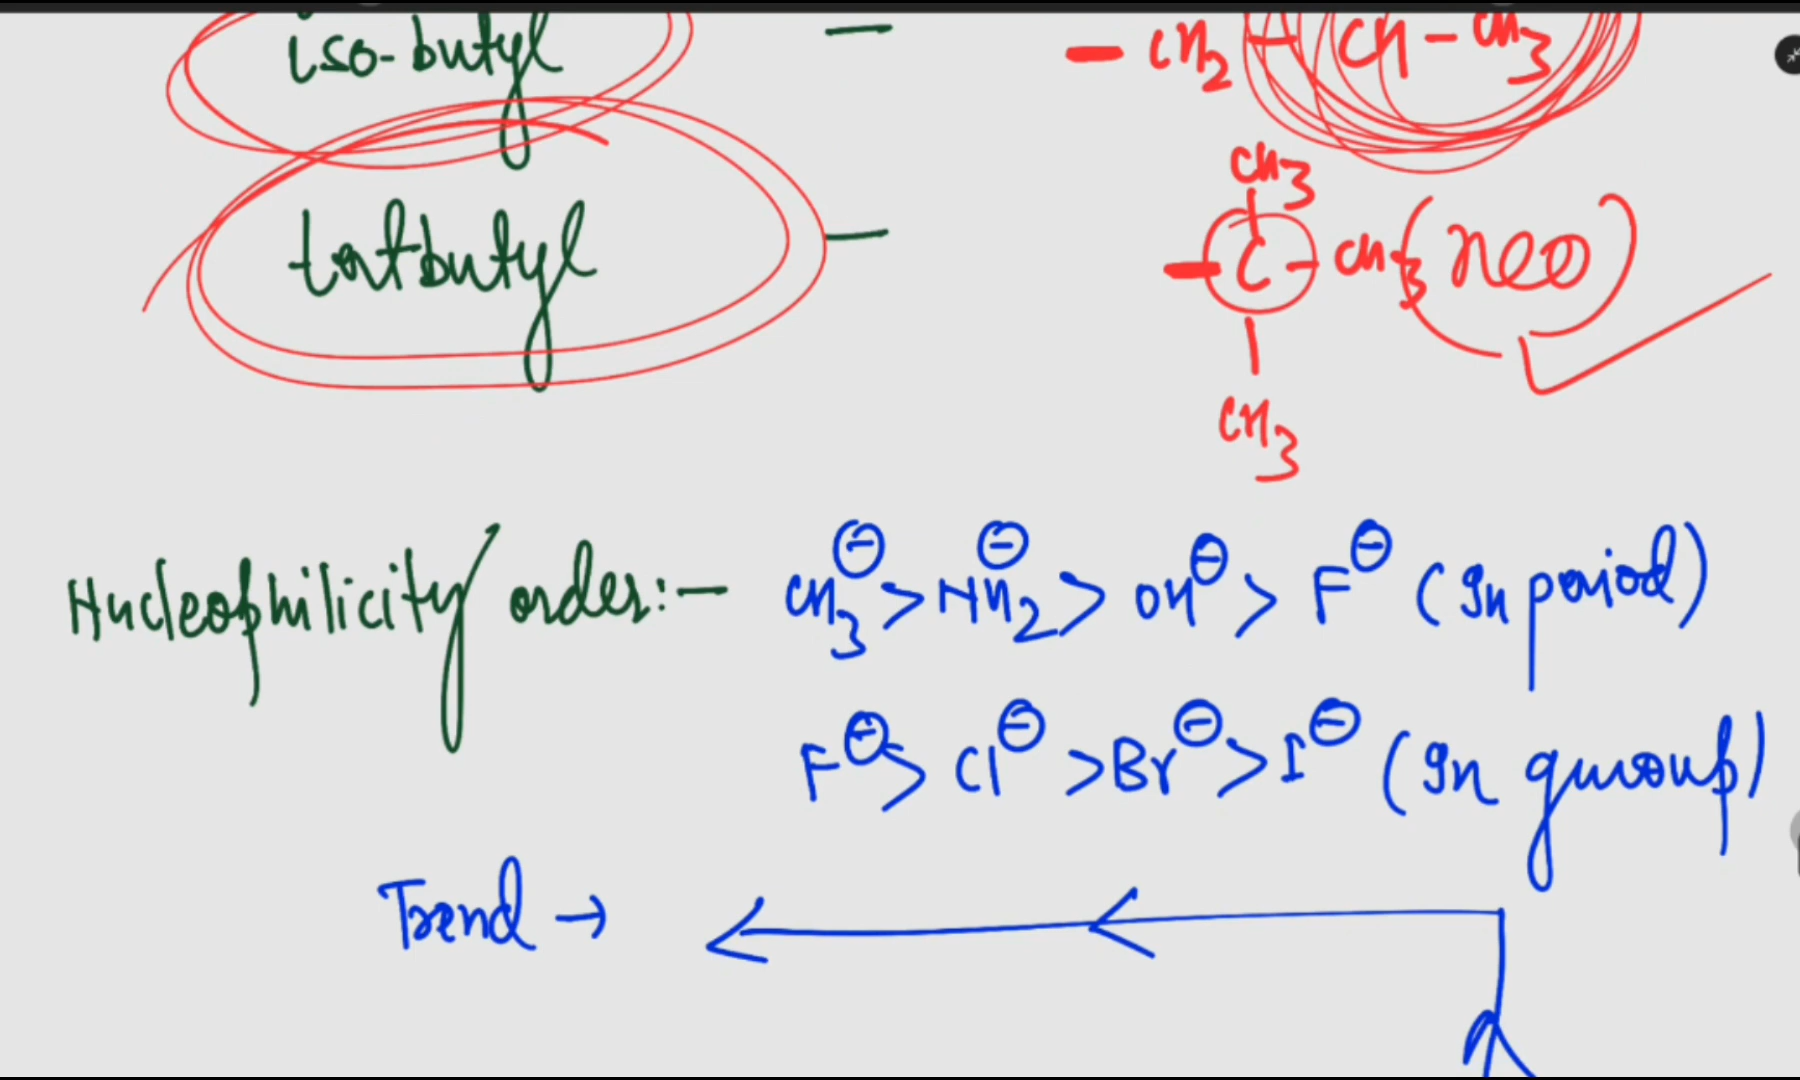 iso-butyl — - CH2 - CH - CH3
CH3
tertbutyl — - C - CH3 (neo)
CH3
Nucleophilicity order:- CH3⊖ > NH2⊖ > OH⊖ > F⊖ (In period)
F⊖ > Cl⊖ > Br⊖ > I⊖ (In group)
Trend →